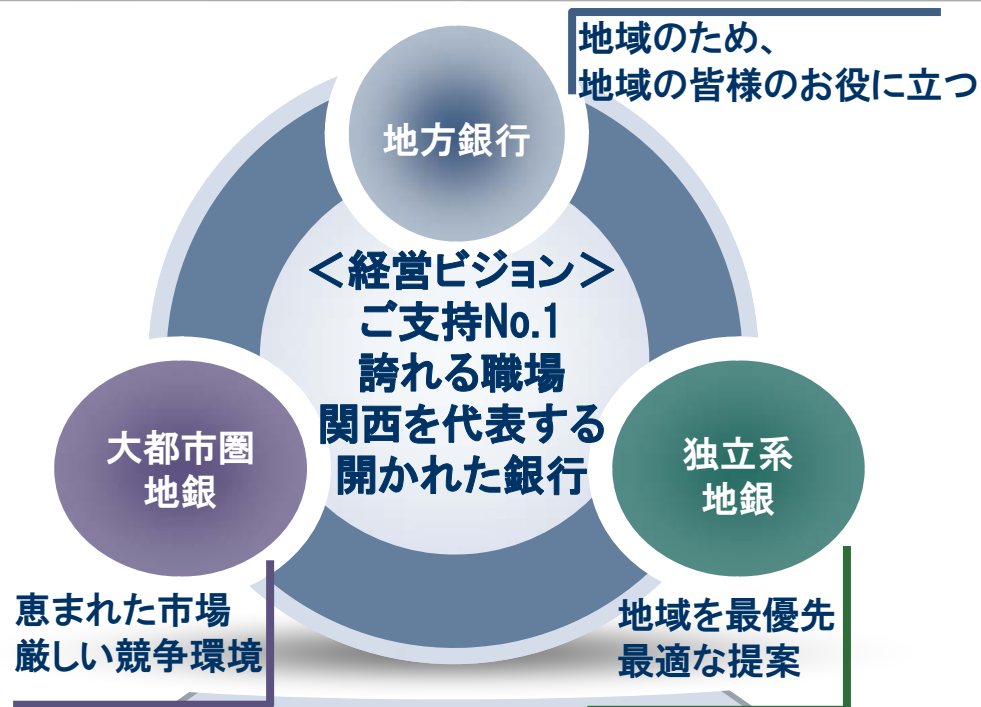 地域のため、
地域の皆様のお役に立つ
地方銀行
＜経営ビジョン＞
ご支持No.1
誇れる職場
関西を代表する
開かれた銀行
大都市圏
地銀
独立系
地銀
恵まれた市場
厳しい競争環境
地域を最優先
最適な提案